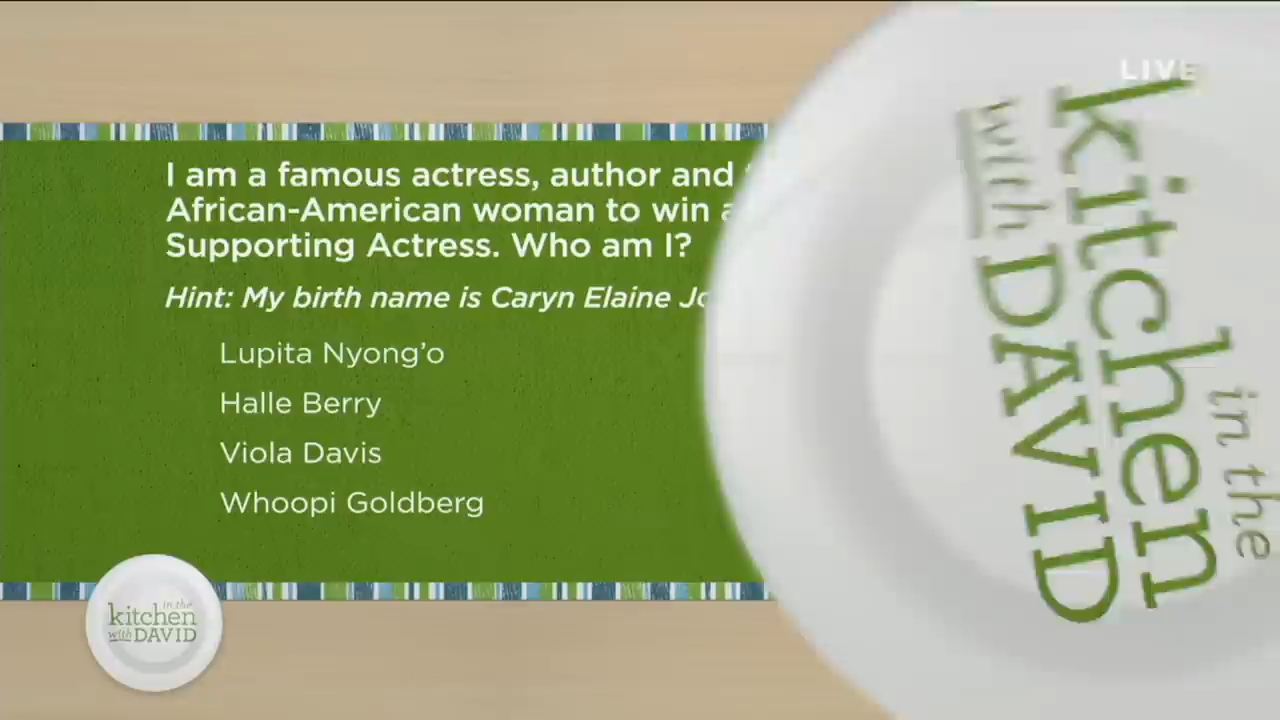 LIVE
I am a famous actress, author and
African-American woman to win a
Supporting Actress. Who am I?
Hint: My birth name is Caryn Elaine
Lupita Nyong’o
Halle Berry
Viola Davis
Whoopi Goldberg
in the
kitchen
with DAVID
in the
kitchen
with DAVID